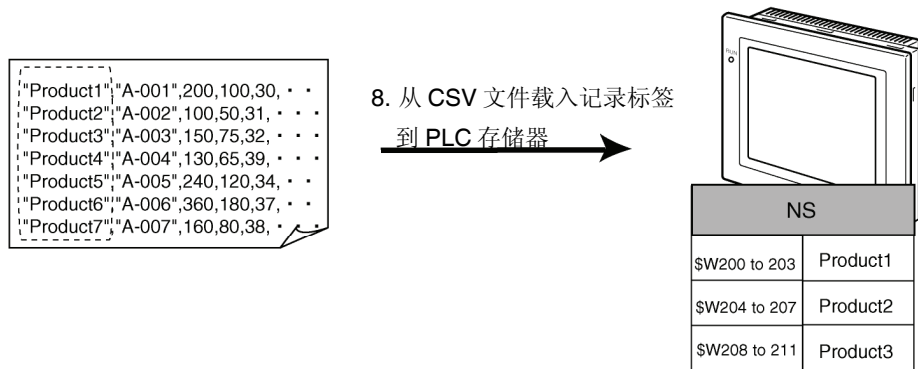 "Product1","A-001",200,100,30, · ·
"Product2","A-002",100,50,31, · · ·
"Product3","A-003",150,75,32, · · ·
"Product4","A-004",130,65,39, · · ·
"Product5","A-005",240,120,34, · ·
"Product6","A-006",360,180,37, · ·
"Product7","A-007",160,80,38, · · ·
8. 从 CSV 文件载入记录标签
到 PLC 存储器
RUN
NS
$W200 to 203 Product1
$W204 to 207 Product2
$W208 to 211 Product3